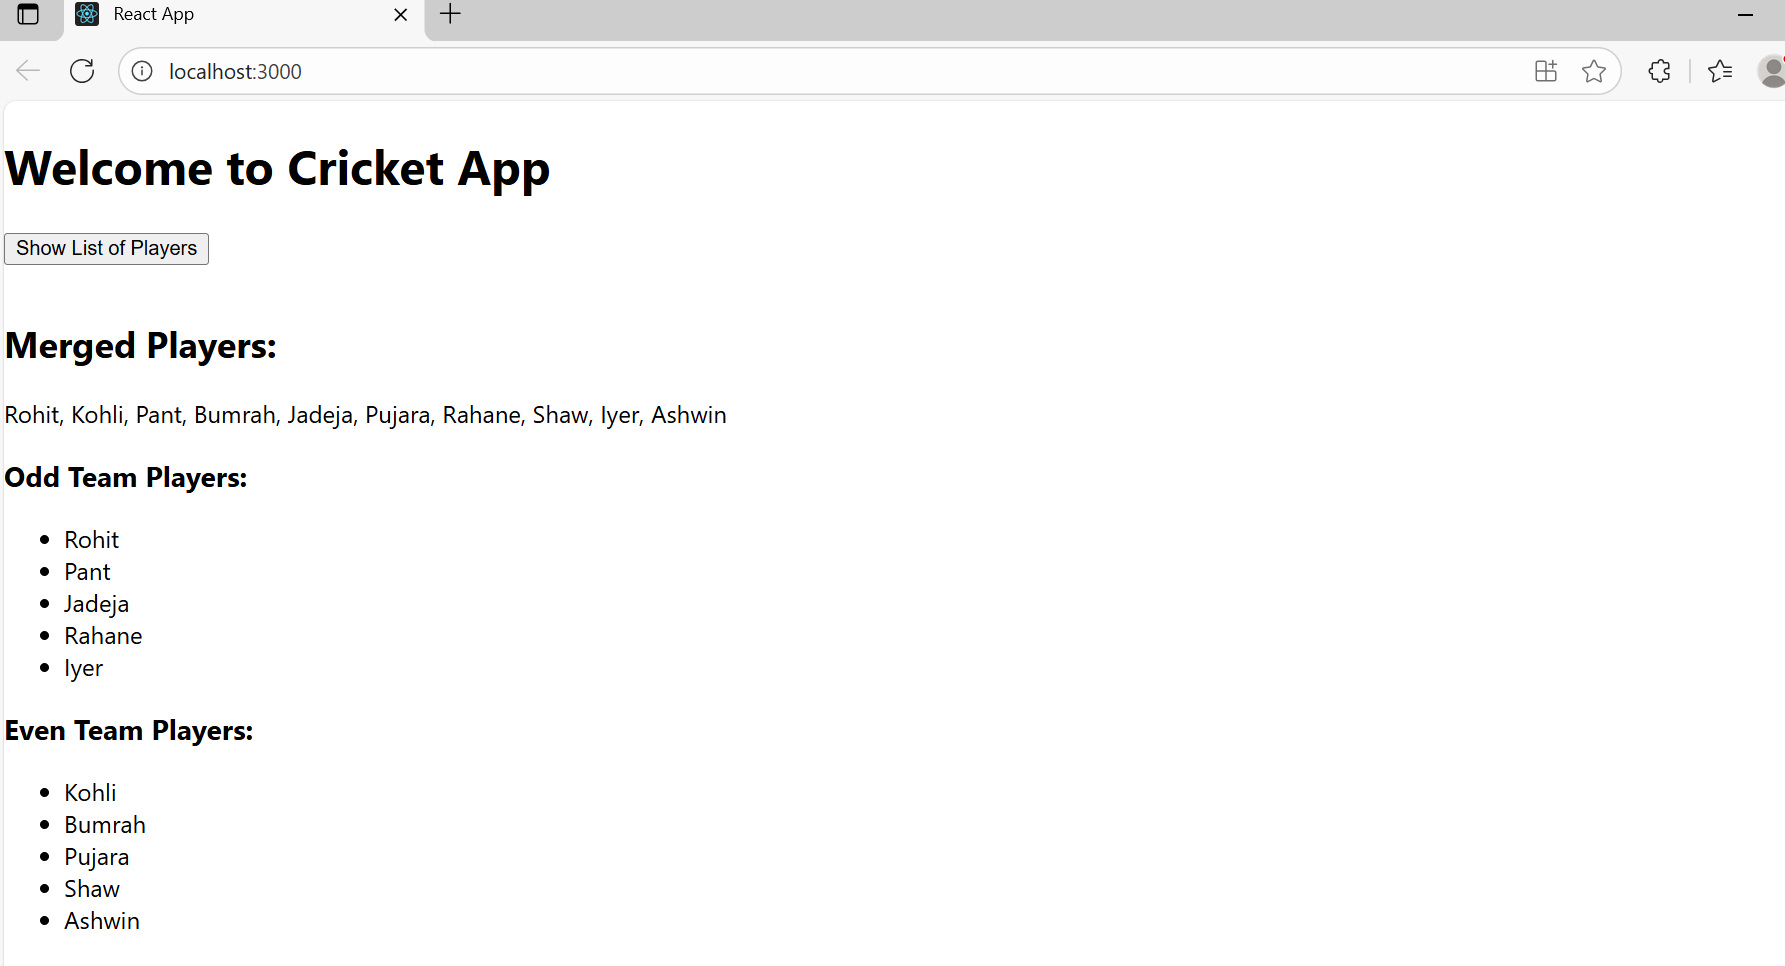 React App
localhost:3000
Welcome to Cricket App
Show List of Players
Merged Players:
Rohit, Kohli, Pant, Bumrah, Jadeja, Pujara, Rahane, Shaw, Iyer, Ashwin
Odd Team Players:
Rohit
Pant
Jadeja
Rahane
Iyer
Even Team Players:
Kohli
Bumrah
Pujara
Shaw
Ashwin